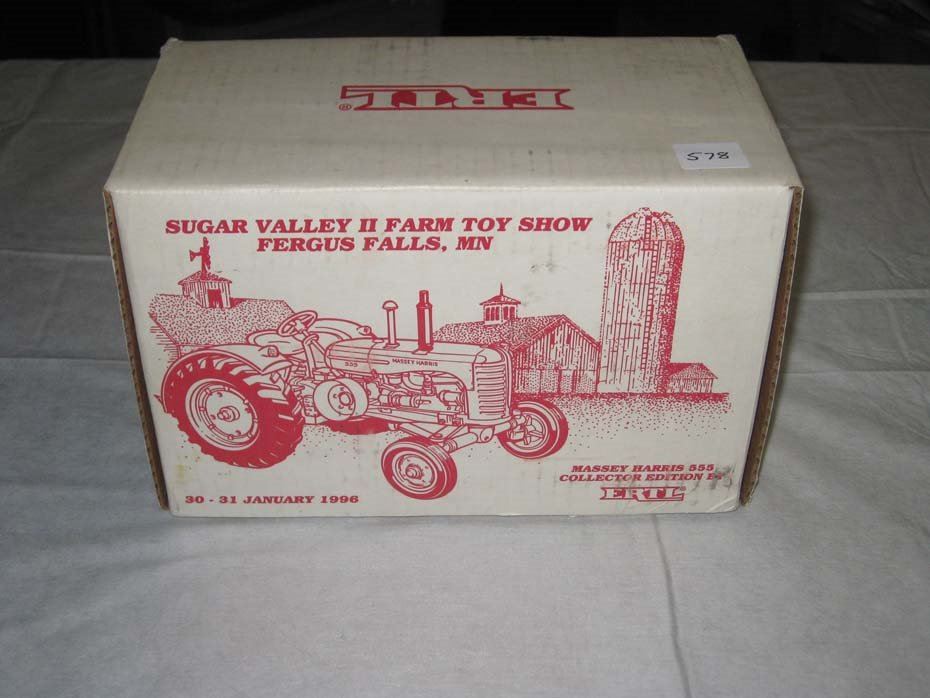 ERTL®
578
SUGAR VALLEY II FARM TOY SHOW
FERGUS FALLS, MN
555 MASSEY HARRIS
30 - 31 JANUARY 1996
MASSEY HARRIS 555
COLLECTOR EDITION BY
ERTL